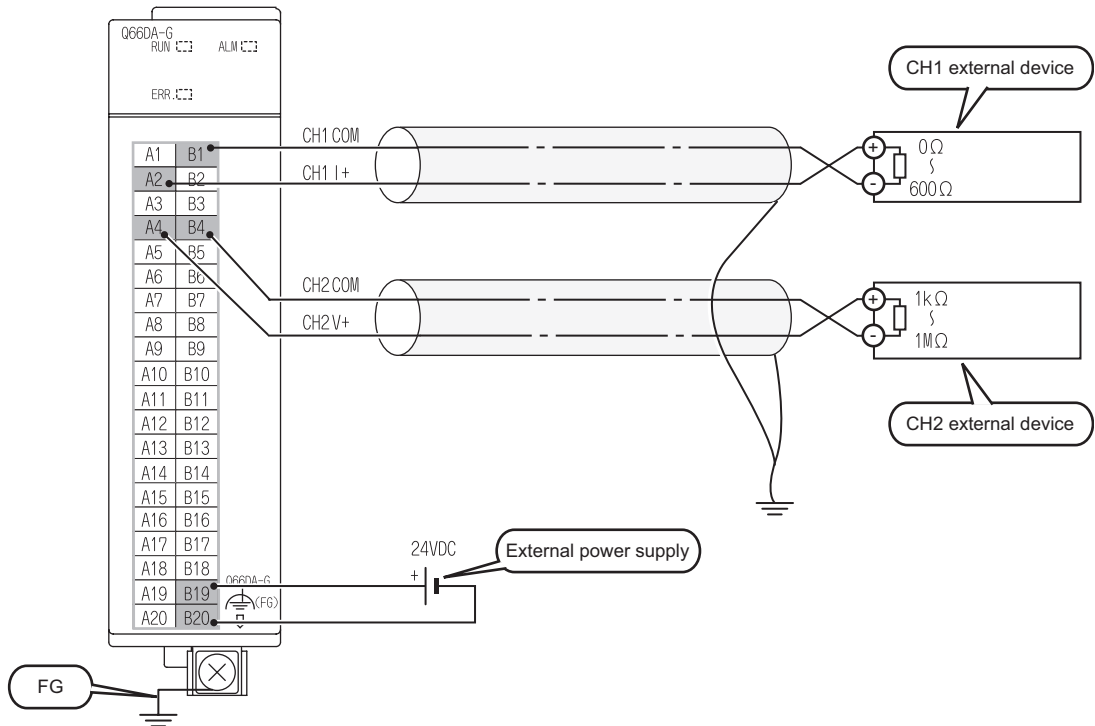 Q66DA-G
RUN ALM
ERR.
CH1 external device
A1 B1
A2 B2
A3 B3
A4 B4
A5 B5
A6 B6
A7 B7
A8 B8
A9 B9
A10 B10
A11 B11
A12 B12
A13 B13
A14 B14
A15 B15
A16 B16
A17 B17
A18 B18
A19 B19
A20 B20
CH1 COM
CH1 I+
+
0Ω
~
600Ω
-
CH2 COM
CH2 V+
+
1kΩ
~
1MΩ
-
CH2 external device
24VDC
+
External power supply
Q66DA-G
(FG)
FG